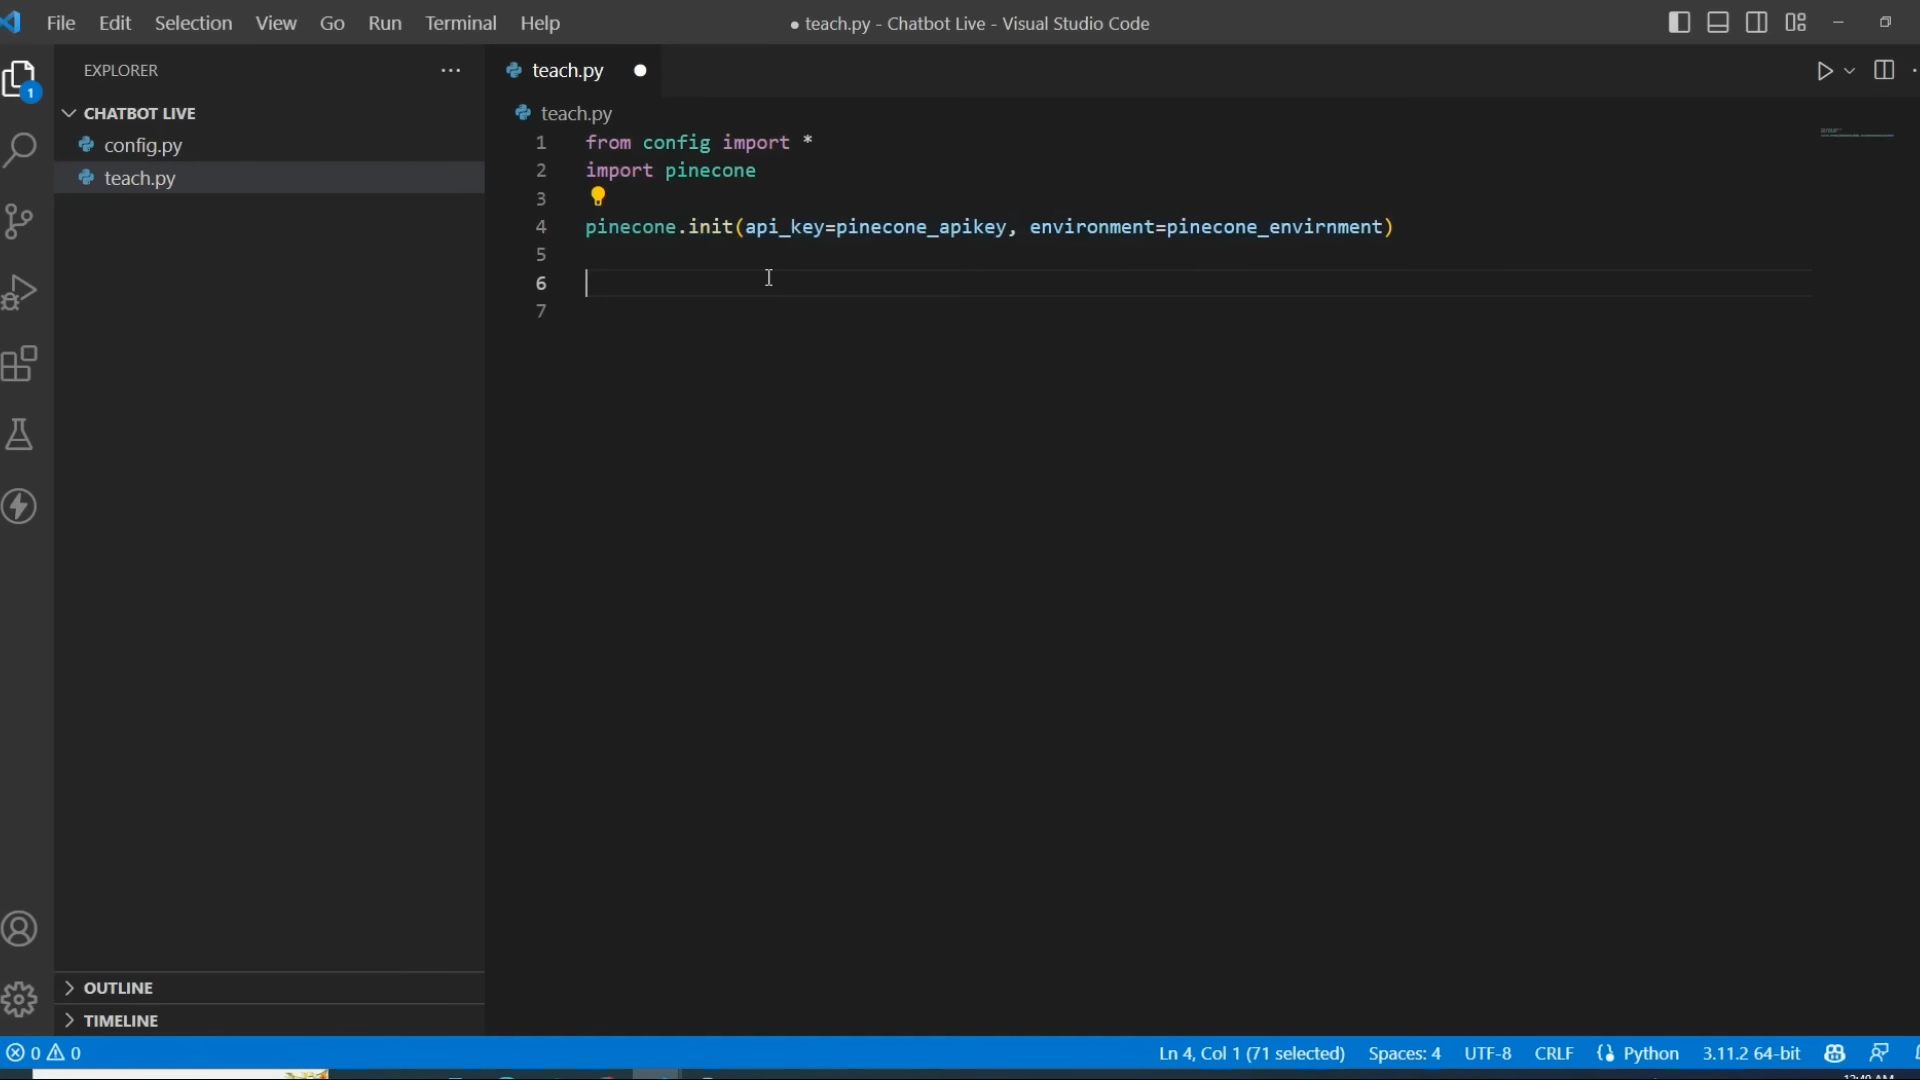 File Edit Selection View Go Run Terminal Help
● teach.py - Chatbot Live - Visual Studio Code
EXPLORER
1
CHATBOT LIVE
config.py
teach.py
OUTLINE
TIMELINE
teach.py
teach.py
1 from config import *
2 import pinecone
3
4 pinecone.init(api_key=pinecone_apikey, environment=pinecone_envirnment)
5
6
7
0 0
Ln 4, Col 1 (71 selected) Spaces: 4 UTF-8 CRLF Python 3.11.2 64-bit